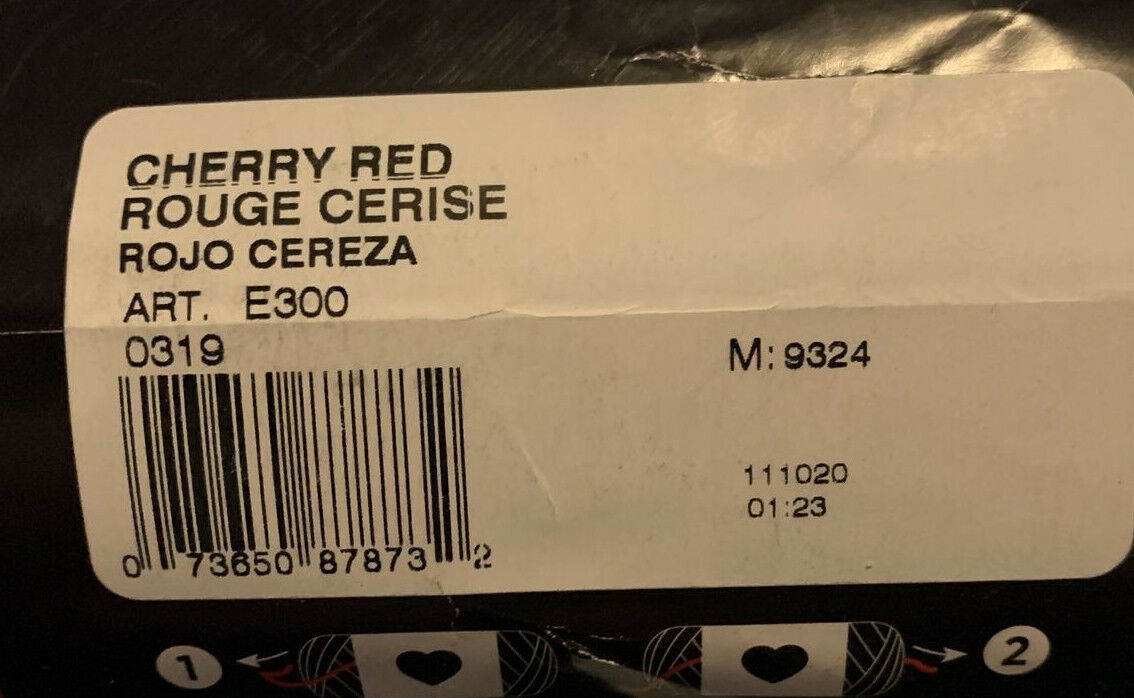 CHERRY RED
ROUGE CERISE
ROJO CEREZA
ART. E300
0319
M: 9324
111020
01:23
0 73650 87873 2
1
2